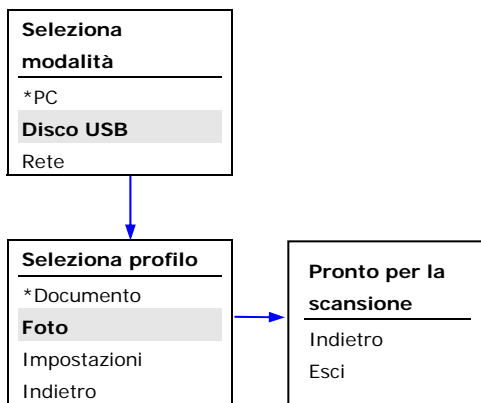 Seleziona
modalità
*PC
Disco USB
Rete
Seleziona profilo
*Documento
Foto
Impostazioni
Indietro
Pronto per la
scansione
Indietro
Esci